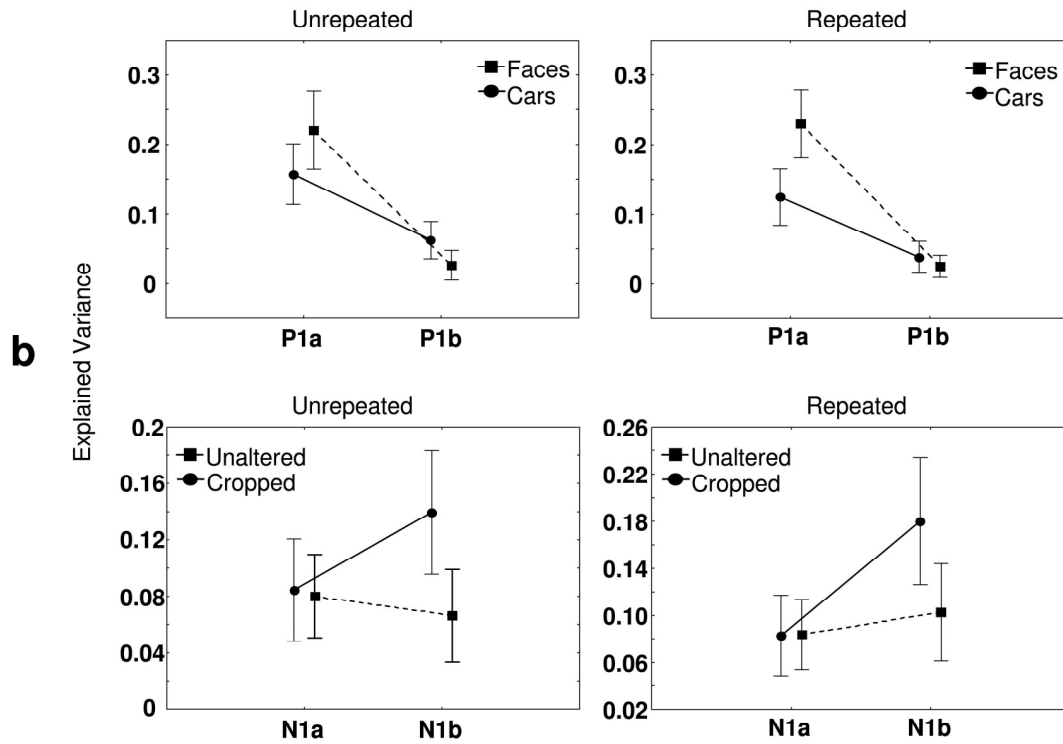 Unrepeated
Repeated
0.3
0.2
0.1
0
Faces
Cars
P1a
P1b
0.3
0.2
0.1
0
Faces
Cars
P1a
P1b
b
Explained Variance
Unrepeated
Repeated
0.2
0.16
0.12
0.08
0.04
0
Unaltered
Cropped
N1a
N1b
0.26
0.22
0.18
0.14
0.10
0.06
0.02
Unaltered
Cropped
N1a
N1b